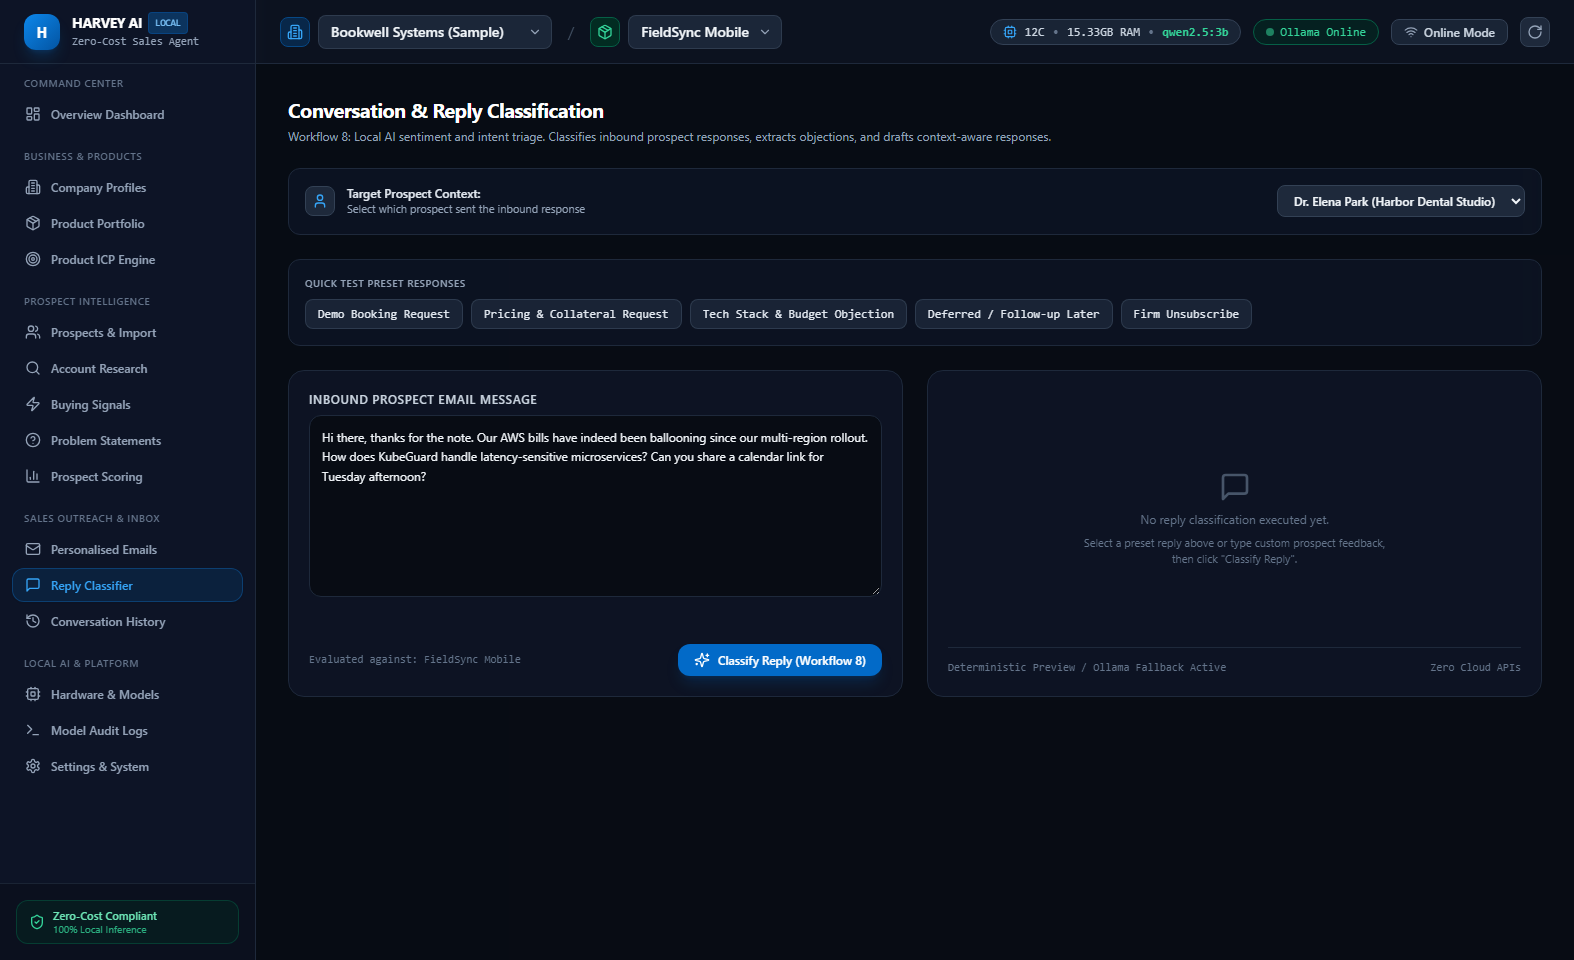 H
HARVEY AI
LOCAL
Zero-Cost Sales Agent
Bookwell Systems (Sample)
/
FieldSync Mobile
12C • 15.33GB RAM • qwen2.5:3b
Ollama Online
Online Mode
COMMAND CENTER
Overview Dashboard
BUSINESS & PRODUCTS
Company Profiles
Product Portfolio
Product ICP Engine
PROSPECT INTELLIGENCE
Prospects & Import
Account Research
Buying Signals
Problem Statements
Prospect Scoring
SALES OUTREACH & INBOX
Personalised Emails
Reply Classifier
Conversation History
LOCAL AI & PLATFORM
Hardware & Models
Model Audit Logs
Settings & System
Zero-Cost Compliant
100% Local Inference
Conversation & Reply Classification
Workflow 8: Local AI sentiment and intent triage. Classifies inbound prospect responses, extracts objections, and drafts context-aware responses.
Target Prospect Context:
Select which prospect sent the inbound response
Dr. Elena Park (Harbor Dental Studio)
QUICK TEST PRESET RESPONSES
Demo Booking Request
Pricing & Collateral Request
Tech Stack & Budget Objection
Deferred / Follow-up Later
Firm Unsubscribe
INBOUND PROSPECT EMAIL MESSAGE
Hi there, thanks for the note. Our AWS bills have indeed been ballooning since our multi-region rollout.
How does KubeGuard handle latency-sensitive microservices? Can you share a calendar link for
Tuesday afternoon?
Evaluated against: FieldSync Mobile
Classify Reply (Workflow 8)
No reply classification executed yet.
Select a preset reply above or type custom prospect feedback,
then click "Classify Reply".
Deterministic Preview / Ollama Fallback Active
Zero Cloud APIs